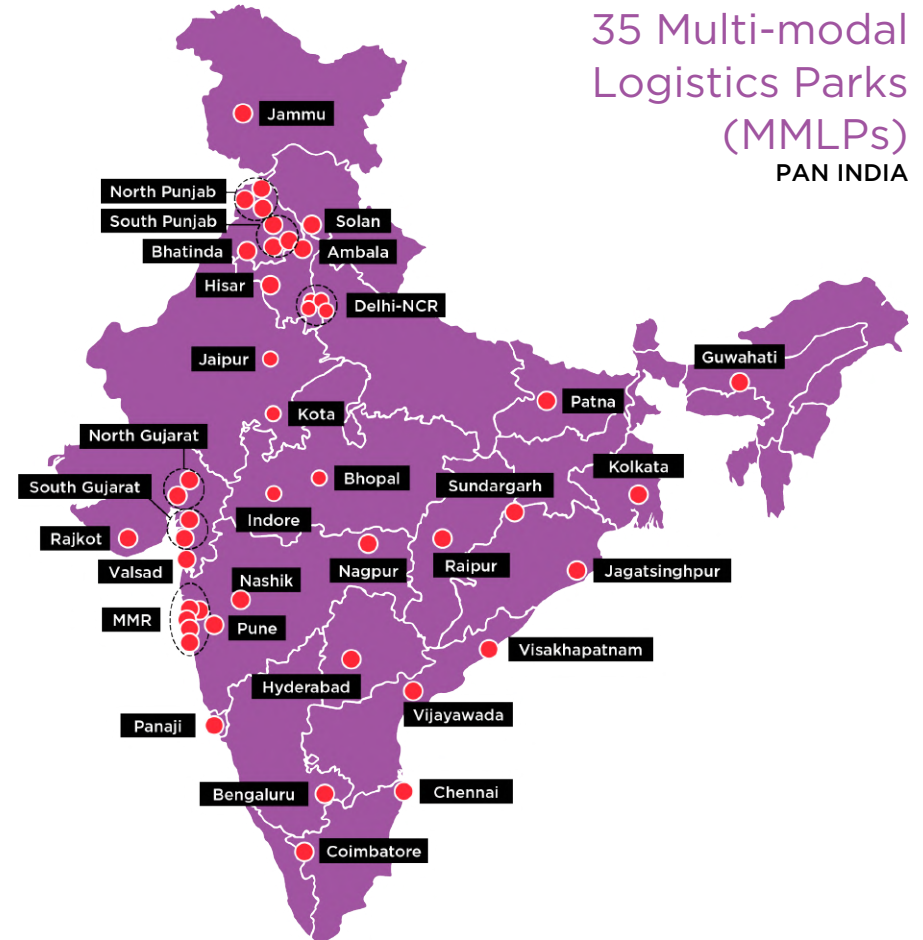 35 Multi-modal
Logistics Parks
(MMLPs)
PAN INDIA
Jammu
North Punjab
South Punjab
Solan
Bhatinda
Ambala
Hisar
Delhi-NCR
Jaipur
Guwahati
Patna
Kota
North Gujarat
Kolkata
Bhopal
Sundargarh
South Gujarat
Indore
Rajkot
Nagpur
Raipur
Valsad
Jagatsinghpur
Nashik
MMR
Pune
Visakhapatnam
Hyderabad
Vijayawada
Panaji
Bengaluru
Chennai
Coimbatore